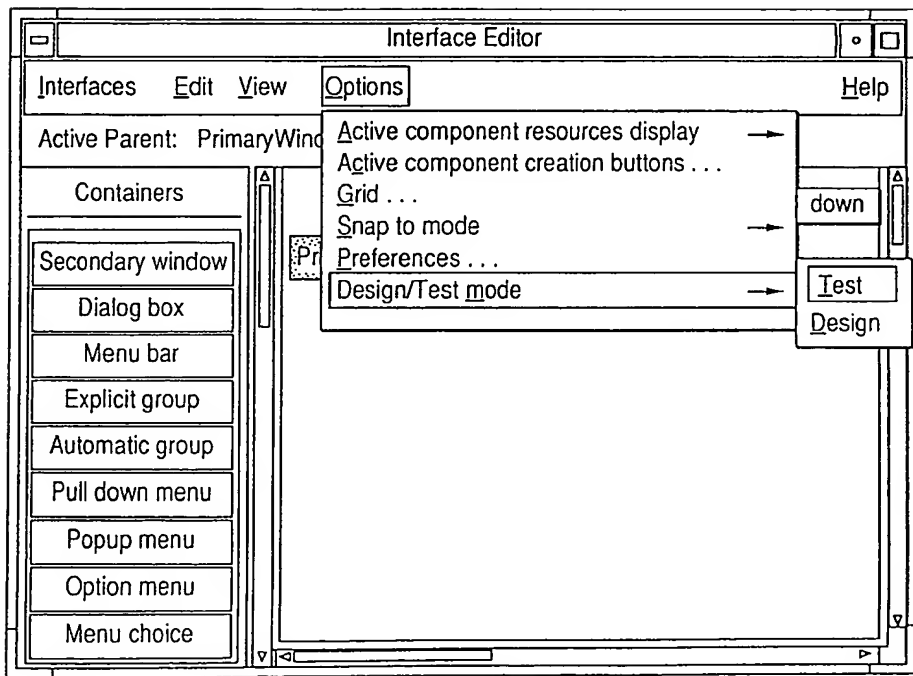 Interface Editor
Interfaces Edit View Options Help
Active Parent: PrimaryWind
Active component resources display
Active component creation buttons . . .
Grid . . .
Snap to mode
Preferences . . .
Design/Test mode
Test
Design
down
Pr
Containers
Secondary window
Dialog box
Menu bar
Explicit group
Automatic group
Pull down menu
Popup menu
Option menu
Menu choice